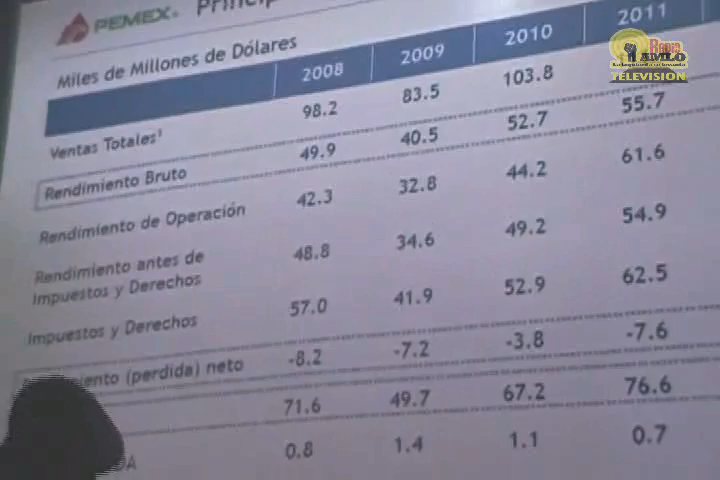 PEMEX® Princip
Miles de Millones de Dólares
2008 2009 2010 2011
Ventas Totales¹ 98.2 83.5 103.8
Rendimiento Bruto 49.9 40.5 52.7 55.7
Rendimiento de Operación 42.3 32.8 44.2 61.6
Rendimiento antes de
Impuestos y Derechos 48.8 34.6 49.2 54.9
Impuestos y Derechos 57.0 41.9 52.9 62.5
iento (perdida) neto -8.2 -7.2 -3.8 -7.6
71.6 49.7 67.2 76.6
DA 0.8 1.4 1.1 0.7
AMLO
TELEVISION